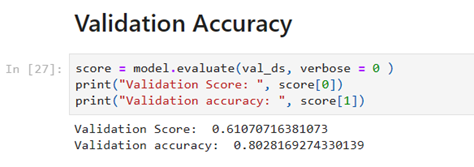 Validation Accuracy
In [27]: score = model.evaluate(val_ds, verbose = 0 )
print("Validation Score: ", score[0])
print("Validation accuracy: ", score[1])
Validation Score:  0.61070716381073
Validation accuracy:  0.8028169274330139